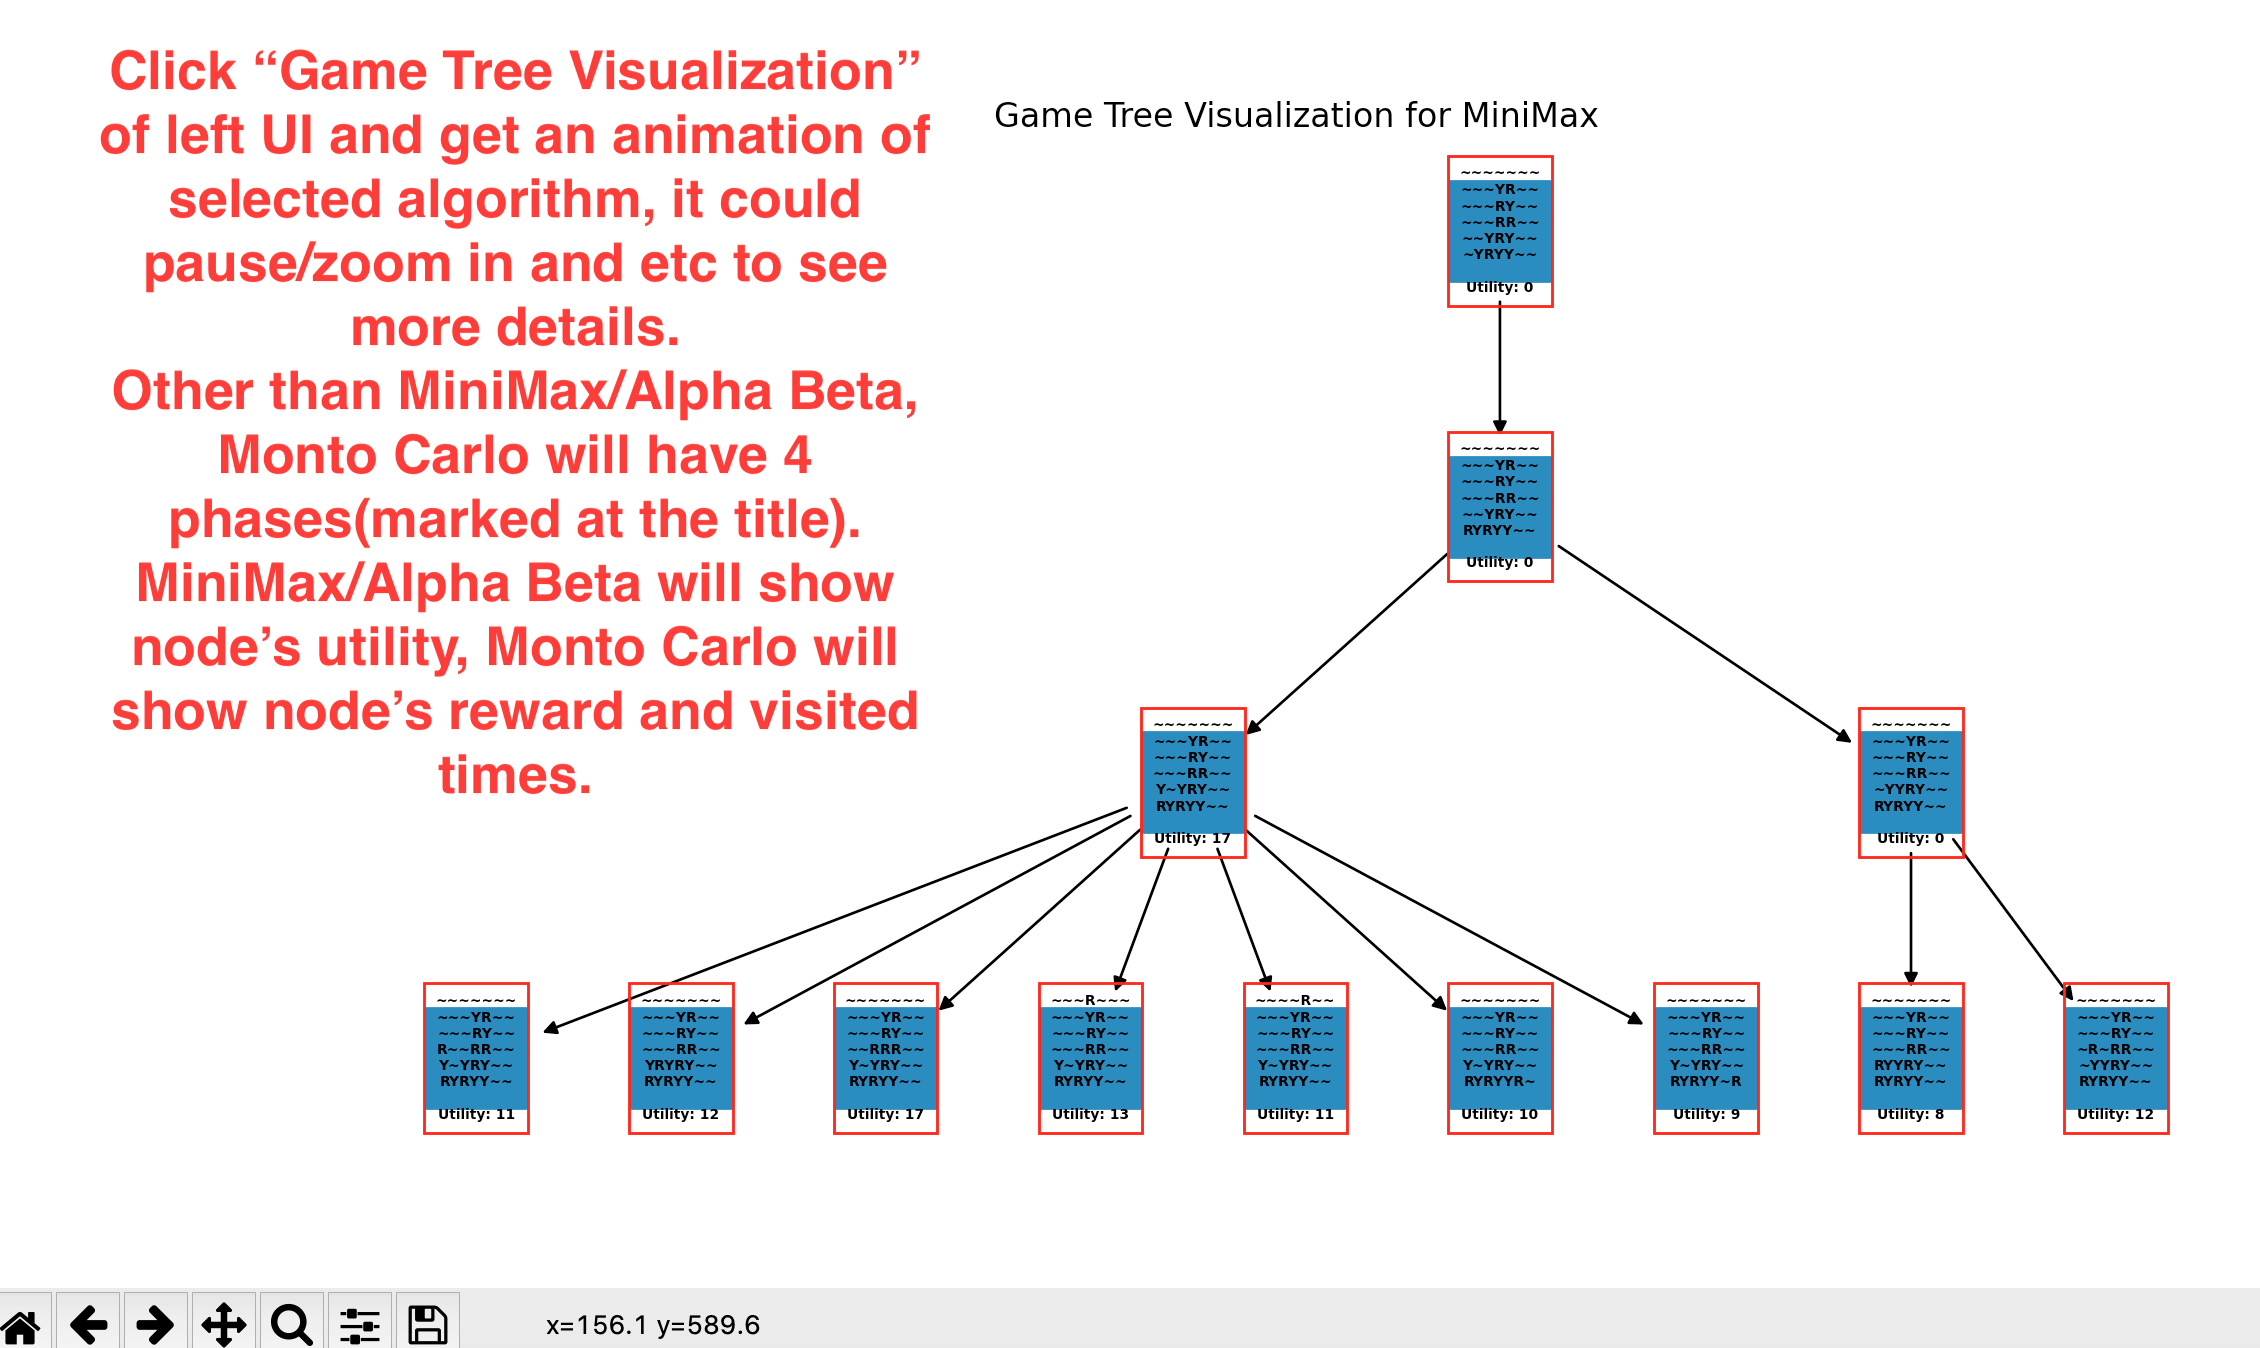 Click “Game Tree Visualization”
of left UI and get an animation of
selected algorithm, it could
pause/zoom in and etc to see
more details.
Other than MiniMax/Alpha Beta,
Monto Carlo will have 4
phases(marked at the title).
MiniMax/Alpha Beta will show
node’s utility, Monto Carlo will
show node’s reward and visited
times.
Game Tree Visualization for MiniMax
~~~~~~~
~~~YR~~
~~~RY~~
~~~RR~~
~~YRY~~
~YRYY~~
Utility: 0
~~~~~~~
~~~YR~~
~~~RY~~
~~~RR~~
~~YRY~~
RYRYY~~
Utility: 0
~~~~~~~
~~~YR~~
~~~RY~~
~~~RR~~
Y~YRY~~
RYRYY~~
Utility: 17
~~~~~~~
~~~YR~~
~~~RY~~
~~~RR~~
~YYRY~~
RYRYY~~
Utility: 0
~~~~~~~
~~~YR~~
~~~RY~~
R~~RR~~
Y~YRY~~
RYRYY~~
Utility: 11
~~~~~~~
~~~YR~~
~~~RY~~
~~~RR~~
YRYRY~~
RYRYY~~
Utility: 12
~~~~~~~
~~~YR~~
~~~RY~~
~~RRR~~
Y~YRY~~
RYRYY~~
Utility: 17
~~~R~~~
~~~YR~~
~~~RY~~
~~~RR~~
Y~YRY~~
RYRYY~~
Utility: 13
~~~~R~~
~~~YR~~
~~~RY~~
~~~RR~~
Y~YRY~~
RYRYY~~
Utility: 11
~~~~~~~
~~~YR~~
~~~RY~~
~~~RR~~
Y~YRY~~
RYRYYR~
Utility: 10
~~~~~~~
~~~YR~~
~~~RY~~
~~~RR~~
Y~YRY~~
RYRYY~R
Utility: 9
~~~~~~~
~~~YR~~
~~~RY~~
~~~RR~~
RYYRY~~
RYRYY~~
Utility: 8
~~~~~~~
~~~YR~~
~~~RY~~
~R~RR~~
~YYRY~~
RYRYY~~
Utility: 12
x=156.1 y=589.6